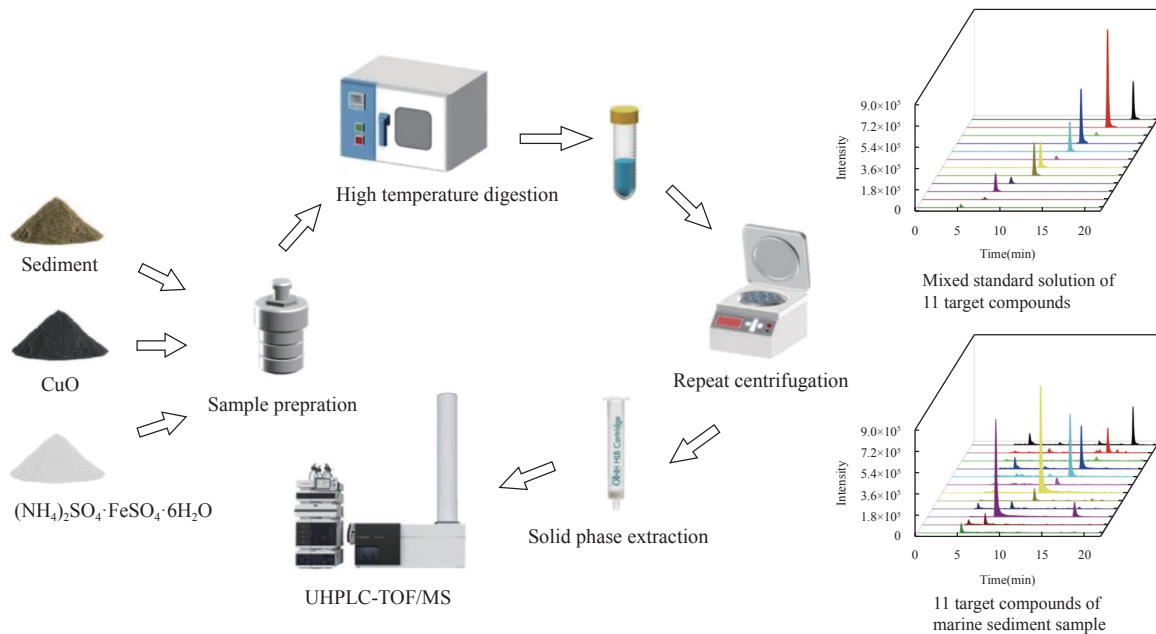 Sediment
CuO
(NH₄)₂SO₄·FeSO₄·6H₂O
Sample prepration
High temperature digestion
Repeat centrifugation
CNW HLB Cartridge
Solid phase extraction
UHPLC-TOF/MS
Intensity
9.0×10⁵
7.2×10⁵
5.4×10⁵
3.6×10⁵
1.8×10⁵
0
0 5 10 15 20
Time(min)
Mixed standard solution of
11 target compounds
Intensity
9.0×10⁵
7.2×10⁵
5.4×10⁵
3.6×10⁵
1.8×10⁵
0
0 5 10 15 20
Time(min)
11 target compounds of
marine sediment sample